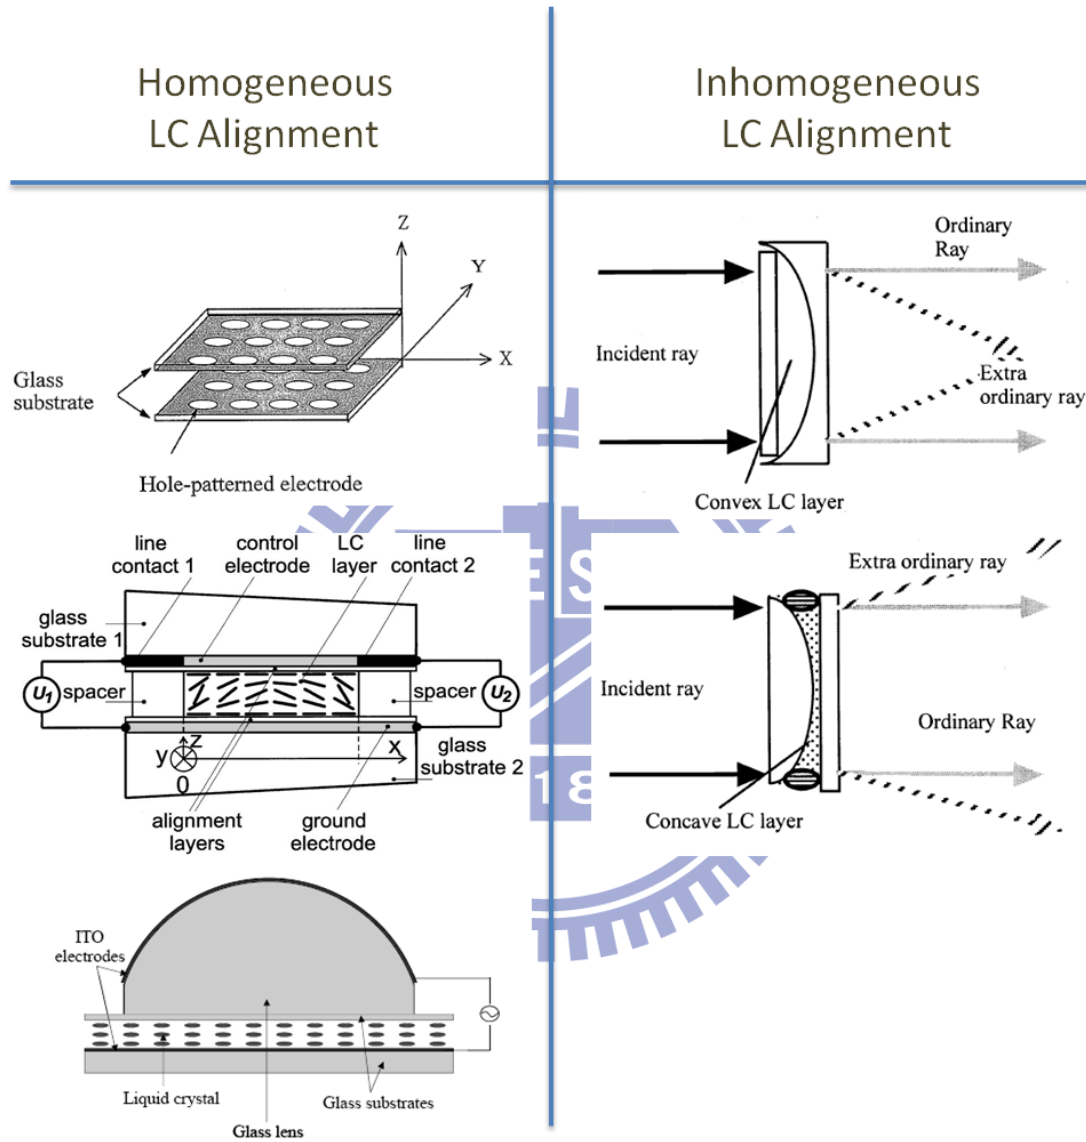 Homogeneous
LC Alignment
Inhomogeneous
LC Alignment
Z
Y
X
Glass
substrate
Hole-patterned electrode
line
contact 1
control
electrode
LC
layer
line
contact 2
glass
substrate 1
U1
spacer
spacer
U2
z
y
x
0
glass
substrate 2
alignment
layers
ground
electrode
ITO
electrodes
Liquid crystal
Glass substrates
Glass lens
Ordinary
Ray
Incident ray
Extra
ordinary ray
Convex LC layer
E S
Extra ordinary ray
Incident ray
Ordinary Ray
18
Concave LC layer